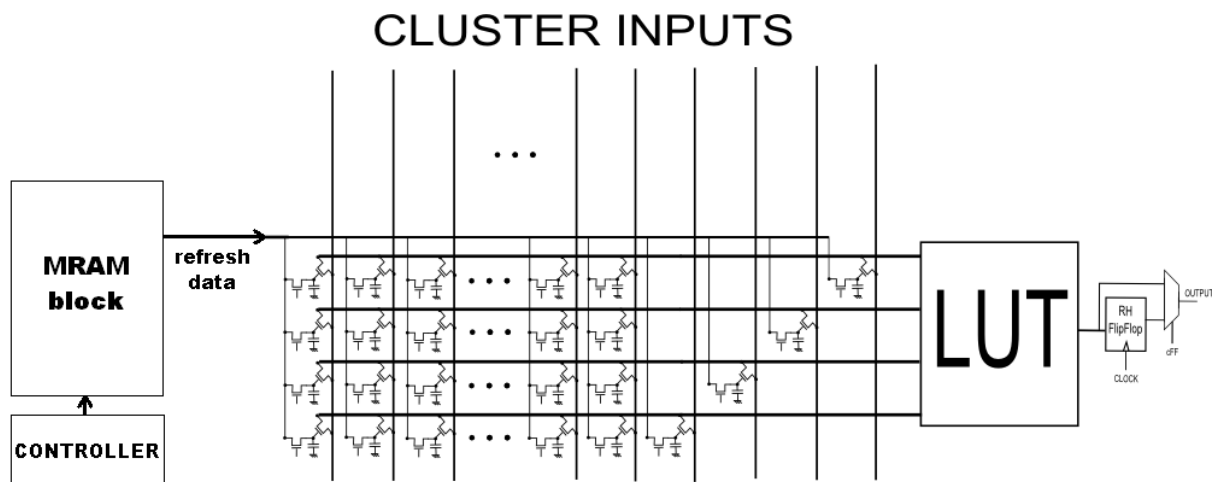 CLUSTER INPUTS
MRAM
block
refresh
data
CONTROLLER
LUT
RH
FlipFlop
CLOCK
OUTPUT
cFF